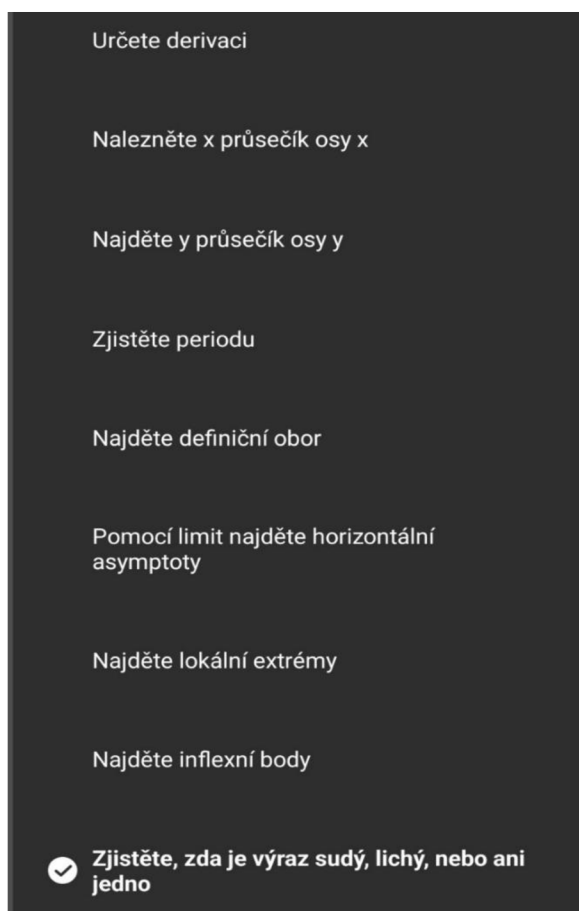 Určete derivaci
Nalezněte x průsečík osy x
Najděte y průsečík osy y
Zjistěte periodu
Najděte definiční obor
Pomocí limit najděte horizontální
asymptoty
Najděte lokální extrémy
Najděte inflexní body
Zjistěte, zda je výraz sudý, lichý, nebo ani
jedno